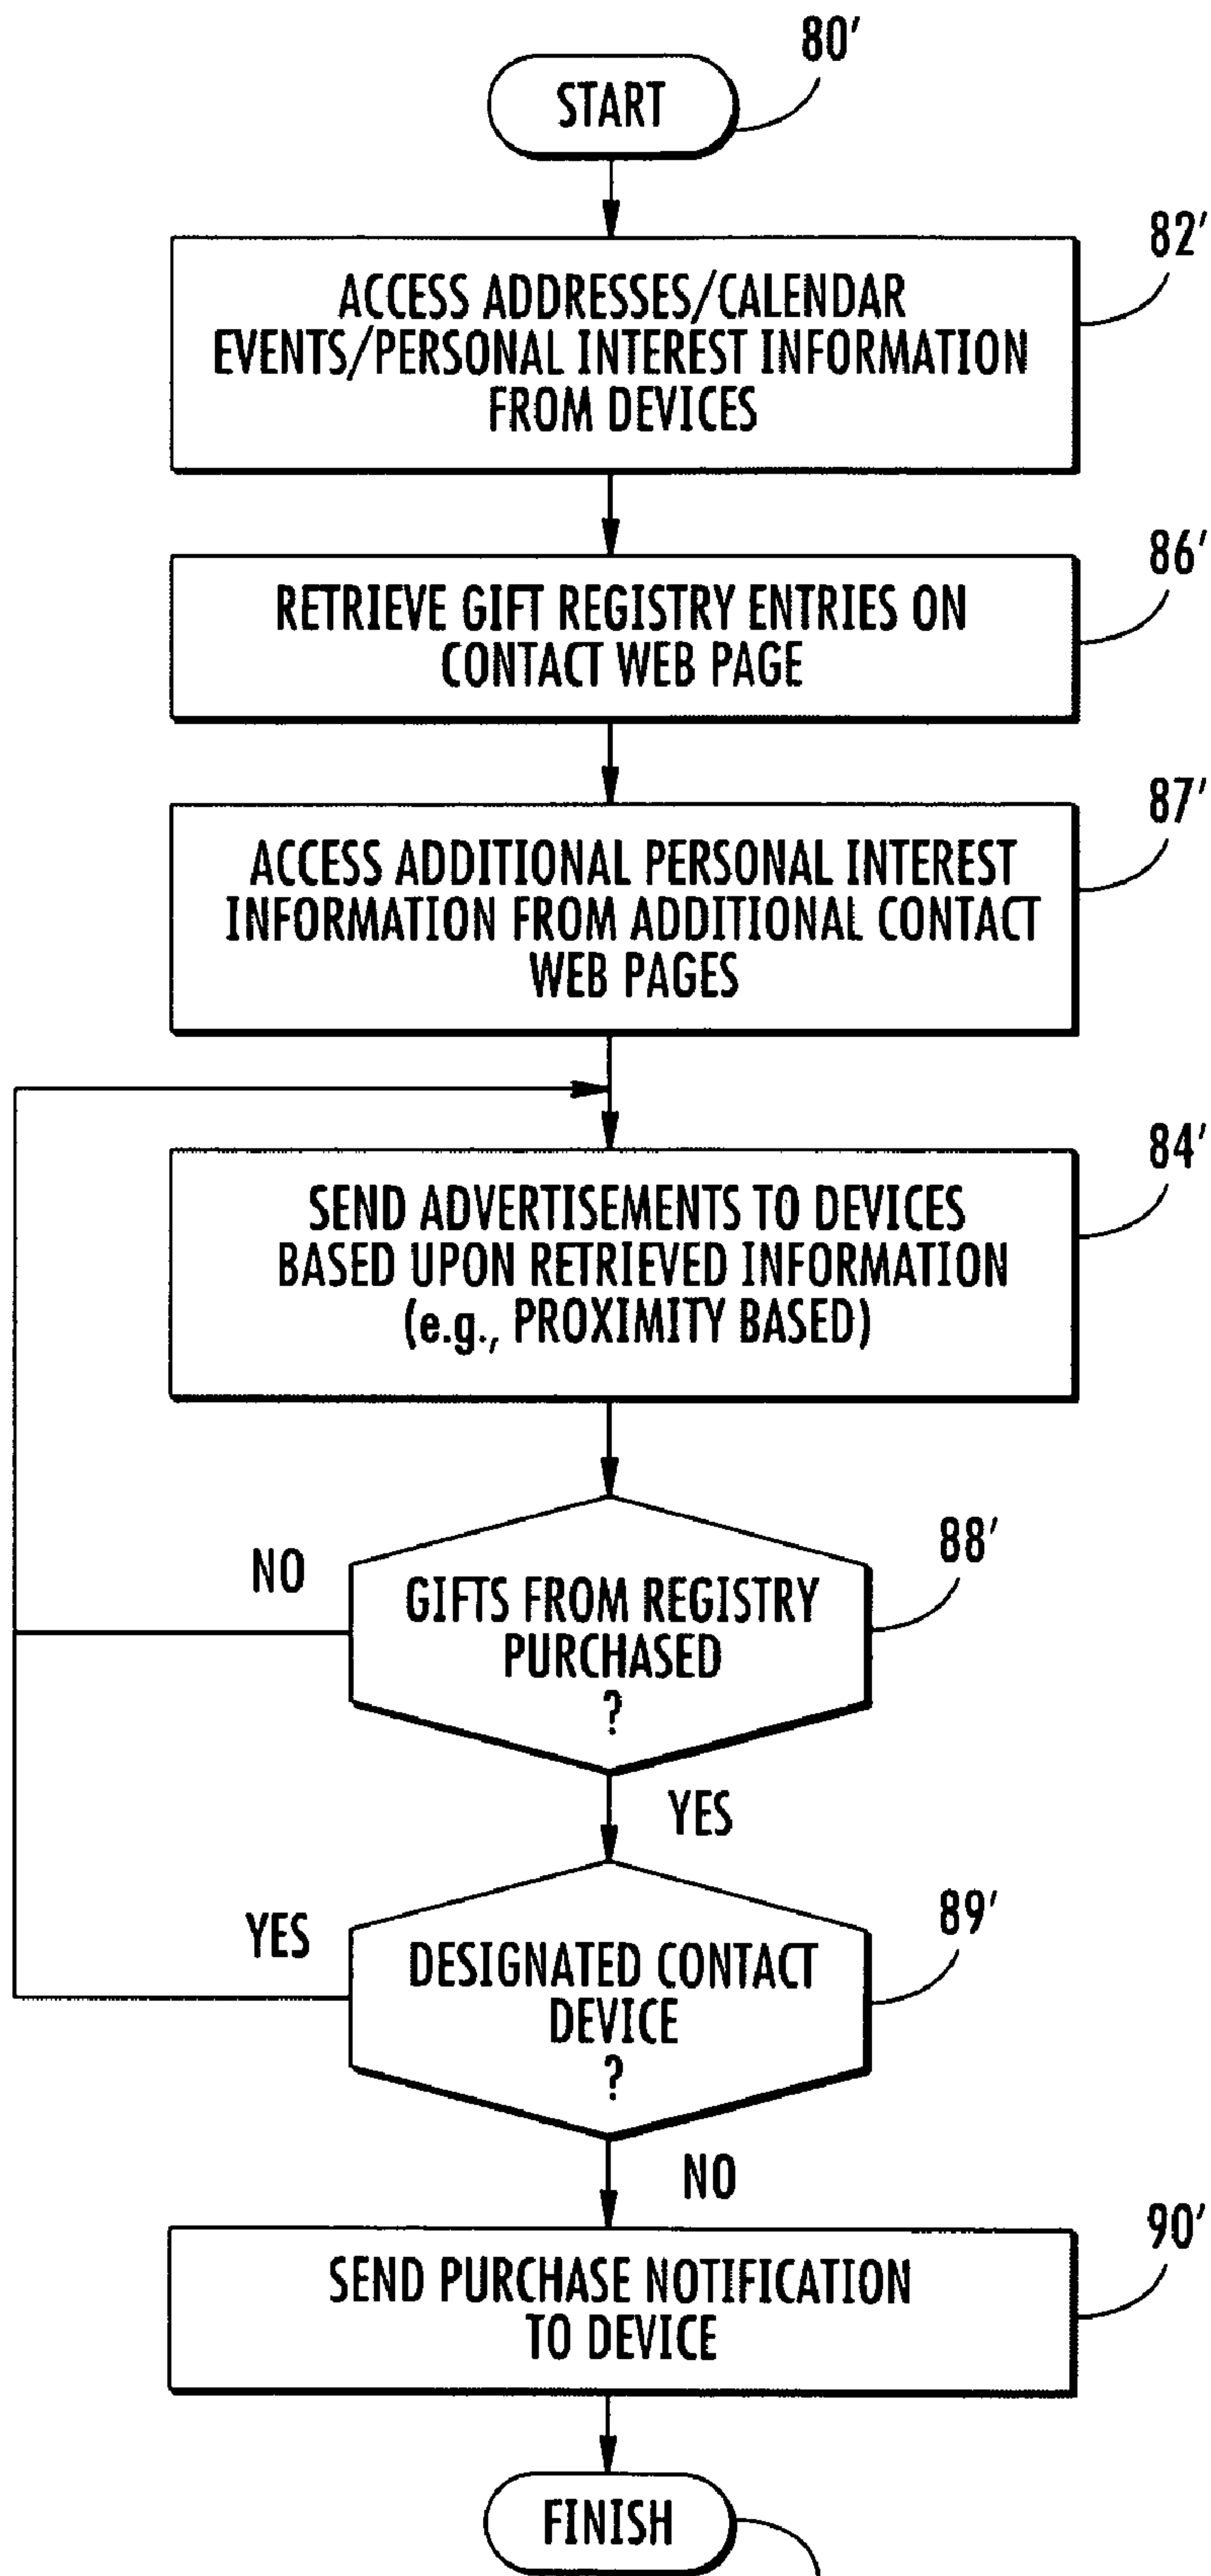 80'
START
82'
ACCESS ADDRESSES/CALENDAR
EVENTS/PERSONAL INTEREST INFORMATION
FROM DEVICES
86'
RETRIEVE GIFT REGISTRY ENTRIES ON
CONTACT WEB PAGE
87'
ACCESS ADDITIONAL PERSONAL INTEREST
INFORMATION FROM ADDITIONAL CONTACT
WEB PAGES
84'
SEND ADVERTISEMENTS TO DEVICES
BASED UPON RETRIEVED INFORMATION
(e.g., PROXIMITY BASED)
88'
NO
GIFTS FROM REGISTRY
PURCHASED
?
YES
89'
YES
DESIGNATED CONTACT
DEVICE
?
NO
90'
SEND PURCHASE NOTIFICATION
TO DEVICE
FINISH